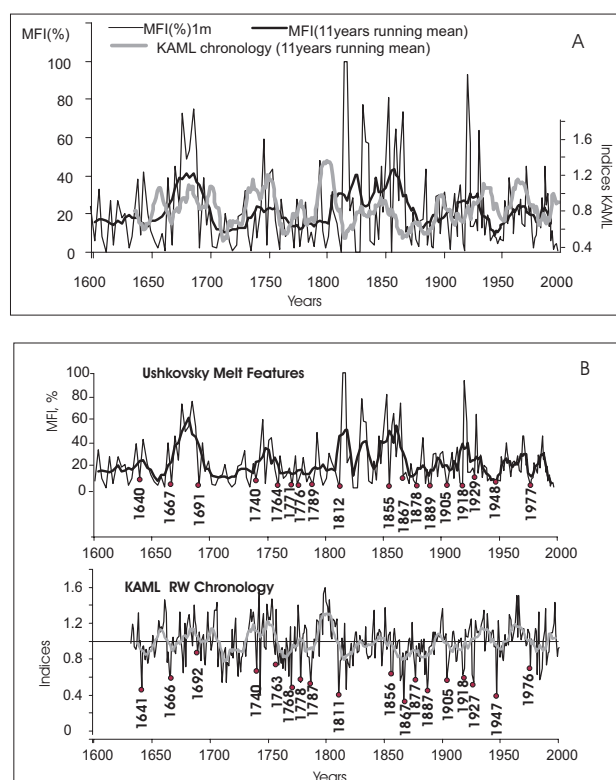 MFI(%)
MFI(%)1m
MFI(11years running mean)
A
KAML chronology (11years running mean)
100
80
60
40
20
0
1.6
1.2
0.8
0.4
Indices KAML
1600 1650 1700 1750 1800 1850 1900 1950 2000
Years
B
Ushkovsky Melt Features
MFI, %
100
80
60
40
20
0
1640 1667 1691 1740 1764 1771 1776 1789 1812 1855 1867 1878 1889 1905 1918 1929 1948 1977
1600 1650 1700 1750 1800 1850 1900 1950 2000
KAML RW Chronology
Indices
1.6
1.2
0.8
0.4
0
1641 1666 1692 1740 1763 1768 1778 1787 1811 1856 1867 1877 1887 1905 1918 1927 1947 1976
1600 1650 1700 1750 1800 1850 1900 1950 2000
Years